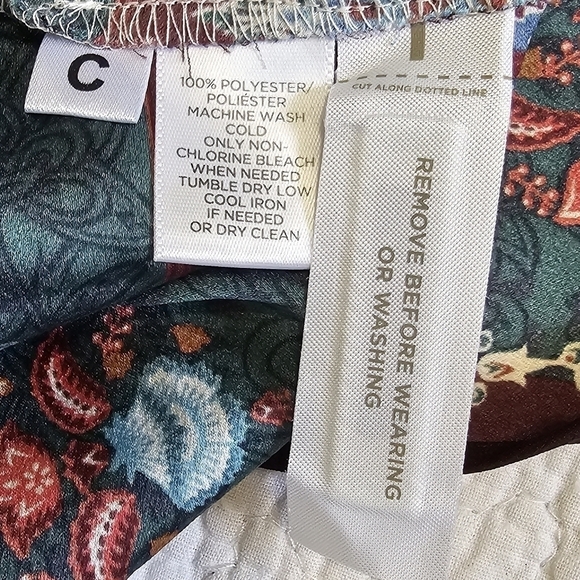 C
100% POLYESTER/
POLIÉSTER
MACHINE WASH
COLD
ONLY NON-
CHLORINE BLEACH
WHEN NEEDED
TUMBLE DRY LOW
COOL IRON
IF NEEDED
OR DRY CLEAN
CUT ALONG DOTTED LINE
REMOVE BEFORE WEARING
OR WASHING